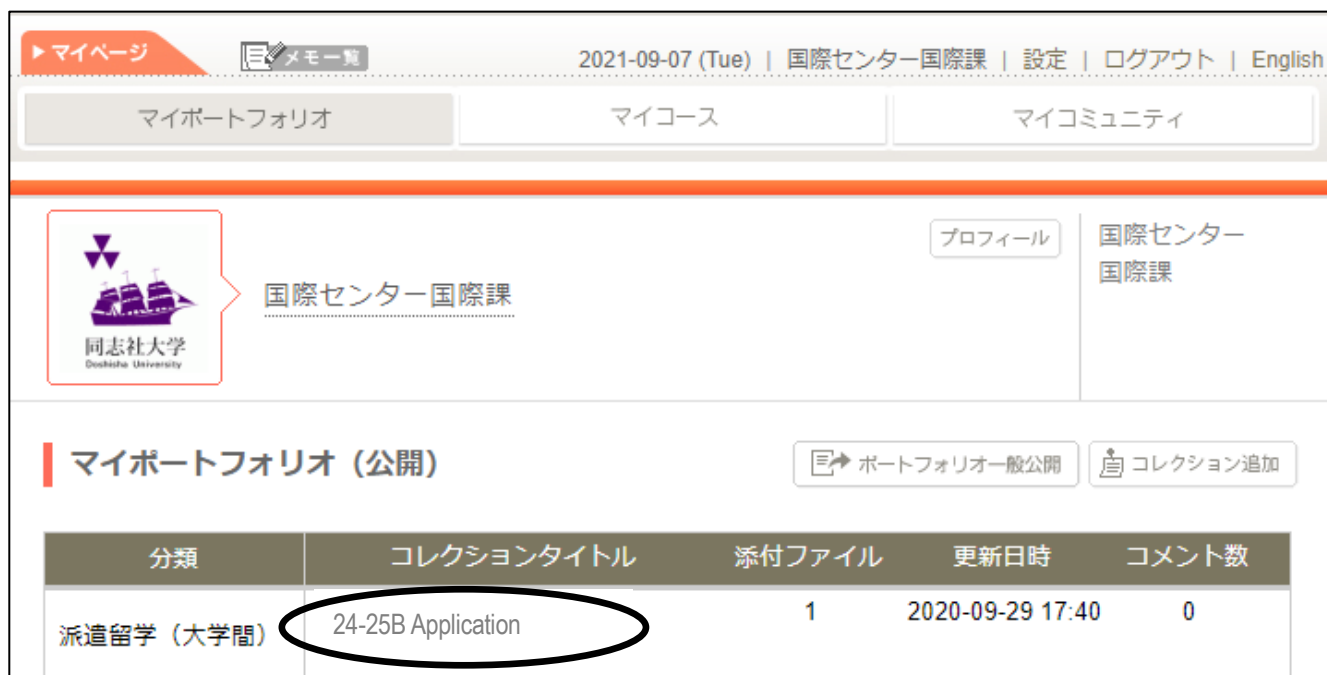 マイページ メモ一覧 2021-09-07 (Tue) | 国際センター国際課 | 設定 | ログアウト | English
マイポートフォリオ マイコース マイコミュニティ
同志社大学
Doshisha University
国際センター国際課
プロフィール
国際センター
国際課
マイポートフォリオ（公開） ポートフォリオ一般公開 コレクション追加
分類 コレクションタイトル 添付ファイル 更新日時 コメント数
派遣留学（大学間） 24-25B Application 1 2020-09-29 17:40 0